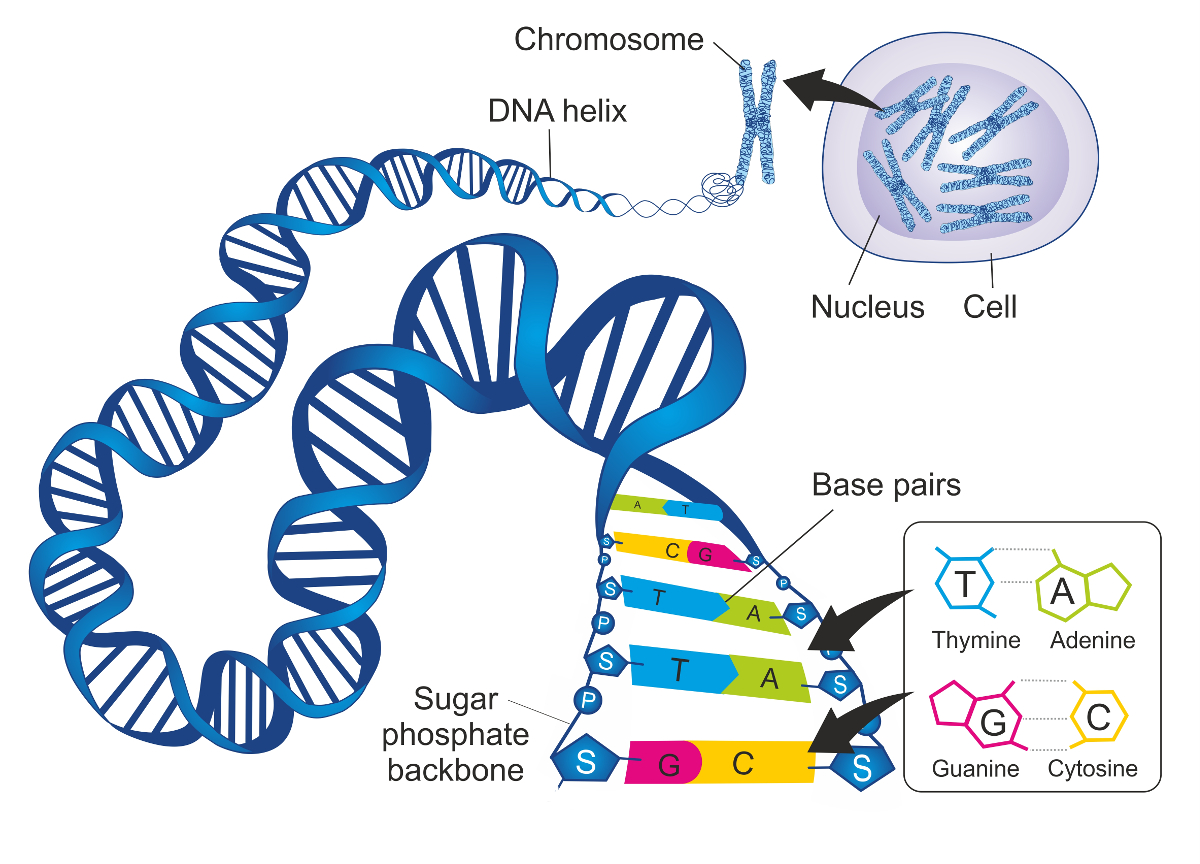 Chromosome
DNA helix
Nucleus Cell
Base pairs
A T
S C G S
P P
S T A S
P
S T A S
P
S G C S
Sugar
phosphate
backbone
T A
Thymine Adenine
G C
Guanine Cytosine